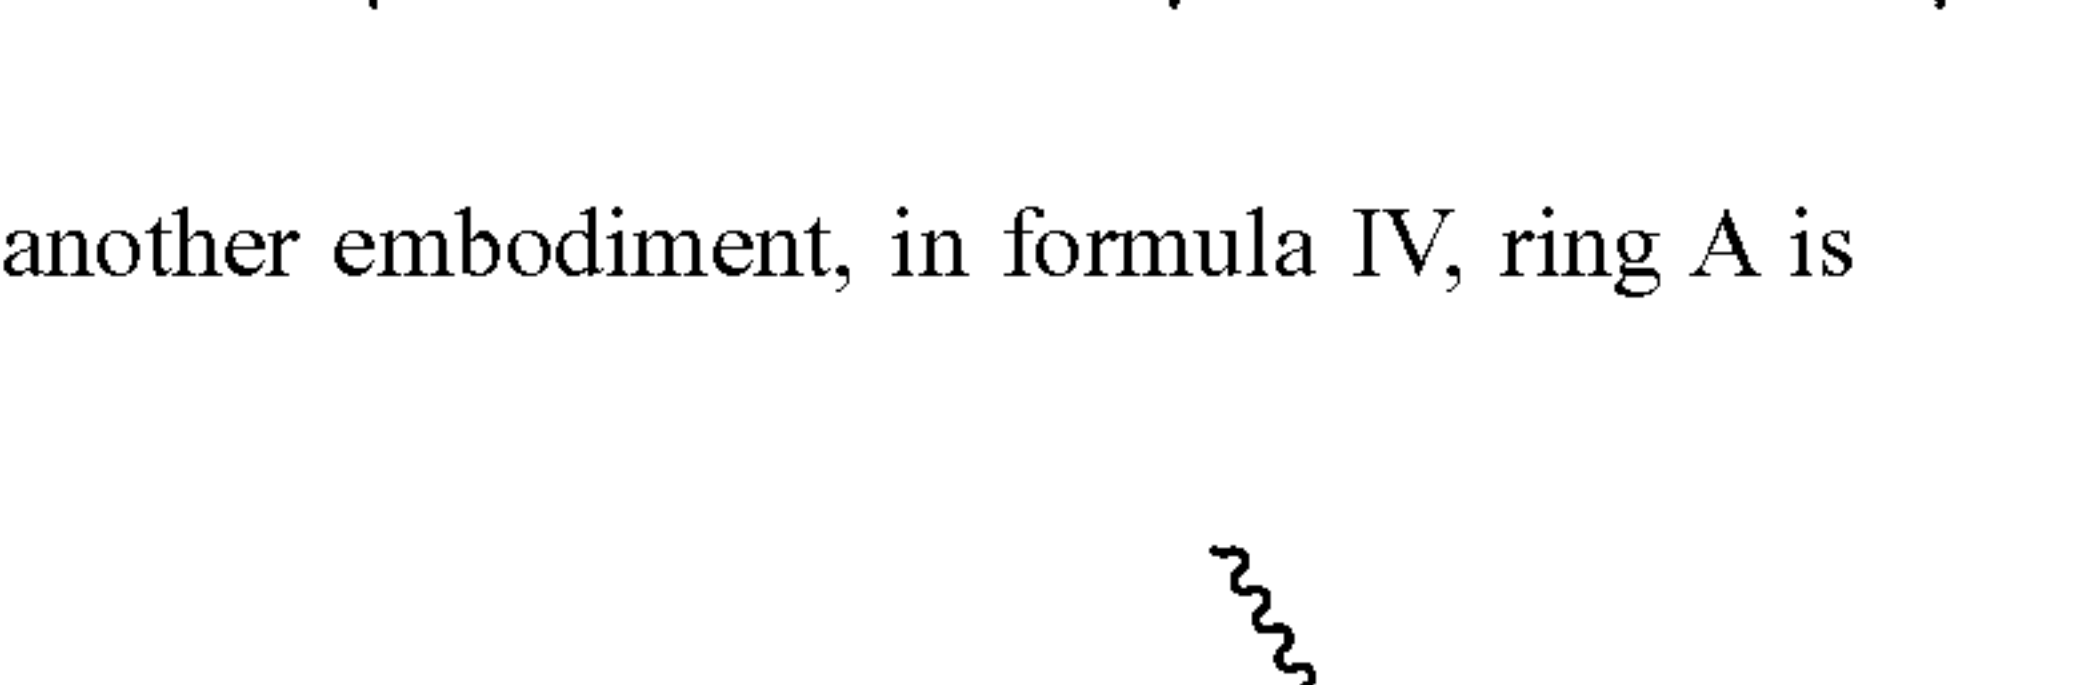 another embodiment, in formula IV, ring A is